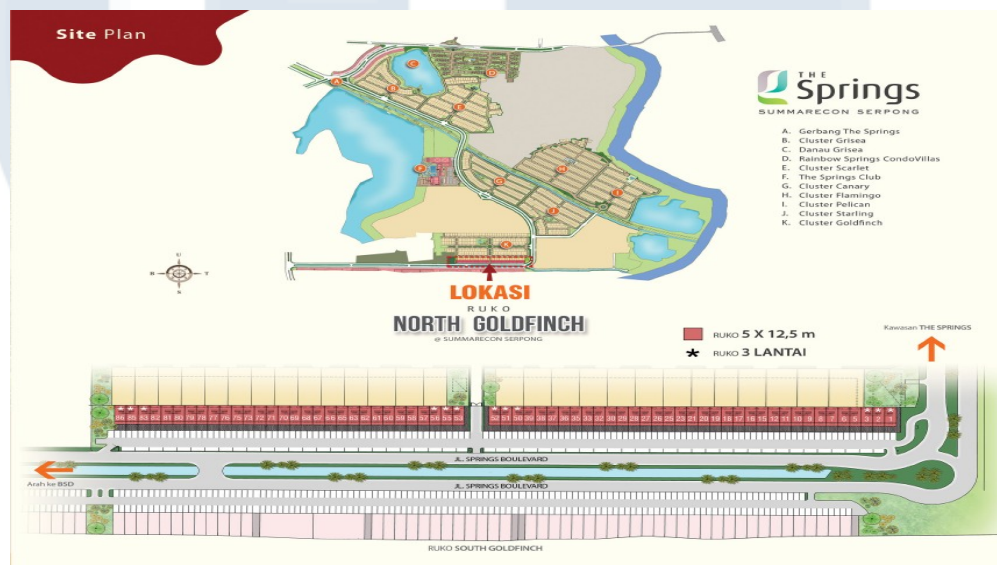 Site Plan
THE
Springs
SUMMARECON SERPONG
A. Gerbang The Springs
B. Cluster Grisea
C. Danau Grisea
D. Rainbow Springs CondoVillas
E. Cluster Scarlet
F. The Springs Club
G. Cluster Canary
H. Cluster Flamingo
I. Cluster Pelican
J. Cluster Starling
K. Cluster Goldfinch
A
B
C
D
E
F
G
H
I
J
K
U
B T
S
LOKASI
RUKO
NORTH GOLDFINCH
@ SUMMARECON SERPONG
RUKO 5 X 12,5 m
* RUKO 3 LANTAI
Kawasan THE SPRINGS
JL. SPRINGS BOULEVARD
JL. SPRINGS BOULEVARD
Arah ke BSD
RUKO SOUTH GOLDFINCH